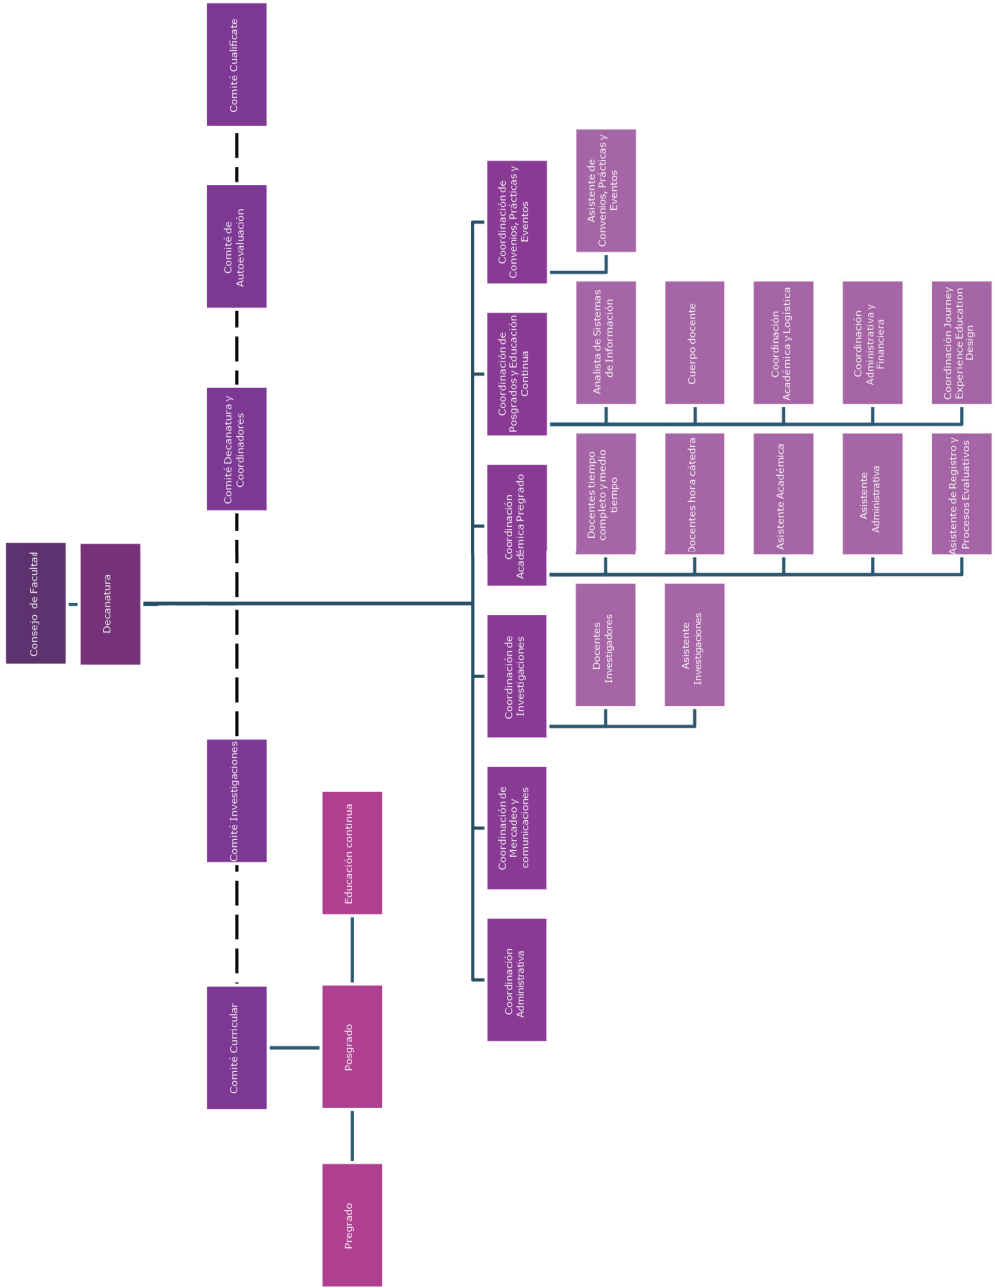 Consejo de Facultad
Decanatura
Comité Curricular
Comité Investigaciones
Comité Decanatura y
Coordinadores
Comité de
Autoevaluación
Comité Cualificate
Pregrado
Posgrado
Educación continua
Coordinación
Administrativa
Coordinación de
Mercadeo y
comunicaciones
Coordinación de
Investigaciones
Coordinación
Académica Pregrado
Coordinación de
Posgrados y Educación
Continua
Coordinación de
Convenios, Prácticas y
Eventos
Docentes
Investigadores
Asistente
Investigaciones
Docentes tiempo
completo y medio
tiempo
Docentes hora cátedra
Asistente Académica
Asistente
Administrativa
Asistente de Registro y
Procesos Evaluativos
Analista de Sistemas
de Información
Cuerpo docente
Coordinación
Académica y Logística
Coordinación
Administrativa y
Financiera
Coordinación Journey
Experience Education
Design
Asistente de
Convenios, Prácticas y
Eventos